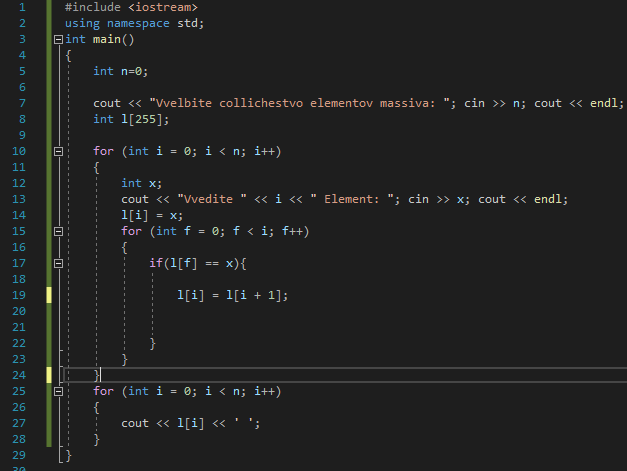 1 #include <iostream>
2 using namespace std;
3 int main()
4 {
5 int n=0;
6
7 cout << "Vvelbite collichestvo elementov massiva: "; cin >> n; cout << endl;
8 int l[255];
9
10 for (int i = 0; i < n; i++)
11 {
12 int x;
13 cout << "Vvedite " << i << " Element: "; cin >> x; cout << endl;
14 l[i] = x;
15 for (int f = 0; f < i; f++)
16 {
17 if(l[f] == x){
18
19 l[i] = l[i + 1];
20
21
22 }
23 }
24 }
25 for (int i = 0; i < n; i++)
26 {
27 cout << l[i] << ' ';
28 }
29 }